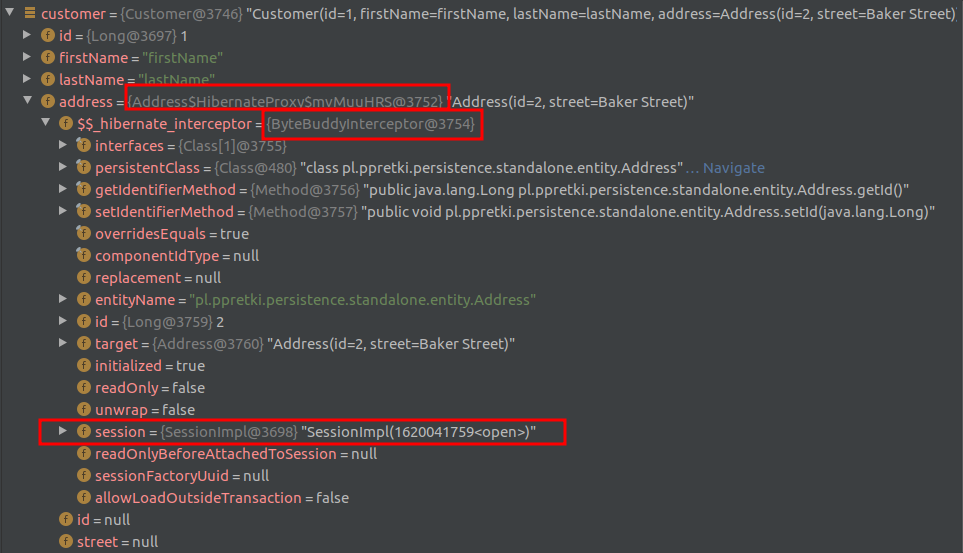 customer = {Customer@3746} "Customer(id=1, firstName=firstName, lastName=lastName, address=Address(id=2, street=Baker Street)
id = {Long@3697} 1
firstName = "firstName"
lastName = "lastName"
address = {Address$HibernateProxy$mvMuuHRS@3752} "Address(id=2, street=Baker Street)"
$$_hibernate_interceptor = {ByteBuddyInterceptor@3754}
interfaces = {Class[1]@3755}
persistentClass = {Class@480} "class pl.ppretki.persistence.standalone.entity.Address" ... Navigate
getIdentifierMethod = {Method@3756} "public java.lang.Long pl.ppretki.persistence.standalone.entity.Address.getId()"
setIdentifierMethod = {Method@3757} "public void pl.ppretki.persistence.standalone.entity.Address.setId(java.lang.Long)"
overridesEquals = true
componentIdType = null
replacement = null
entityName = "pl.ppretki.persistence.standalone.entity.Address"
id = {Long@3759} 2
target = {Address@3760} "Address(id=2, street=Baker Street)"
initialized = true
readOnly = false
unwrap = false
session = {SessionImpl@3698} "SessionImpl(1620041759<open>)"
readOnlyBeforeAttachedToSession = null
sessionFactoryUuid = null
allowLoadOutsideTransaction = false
id = null
street = null